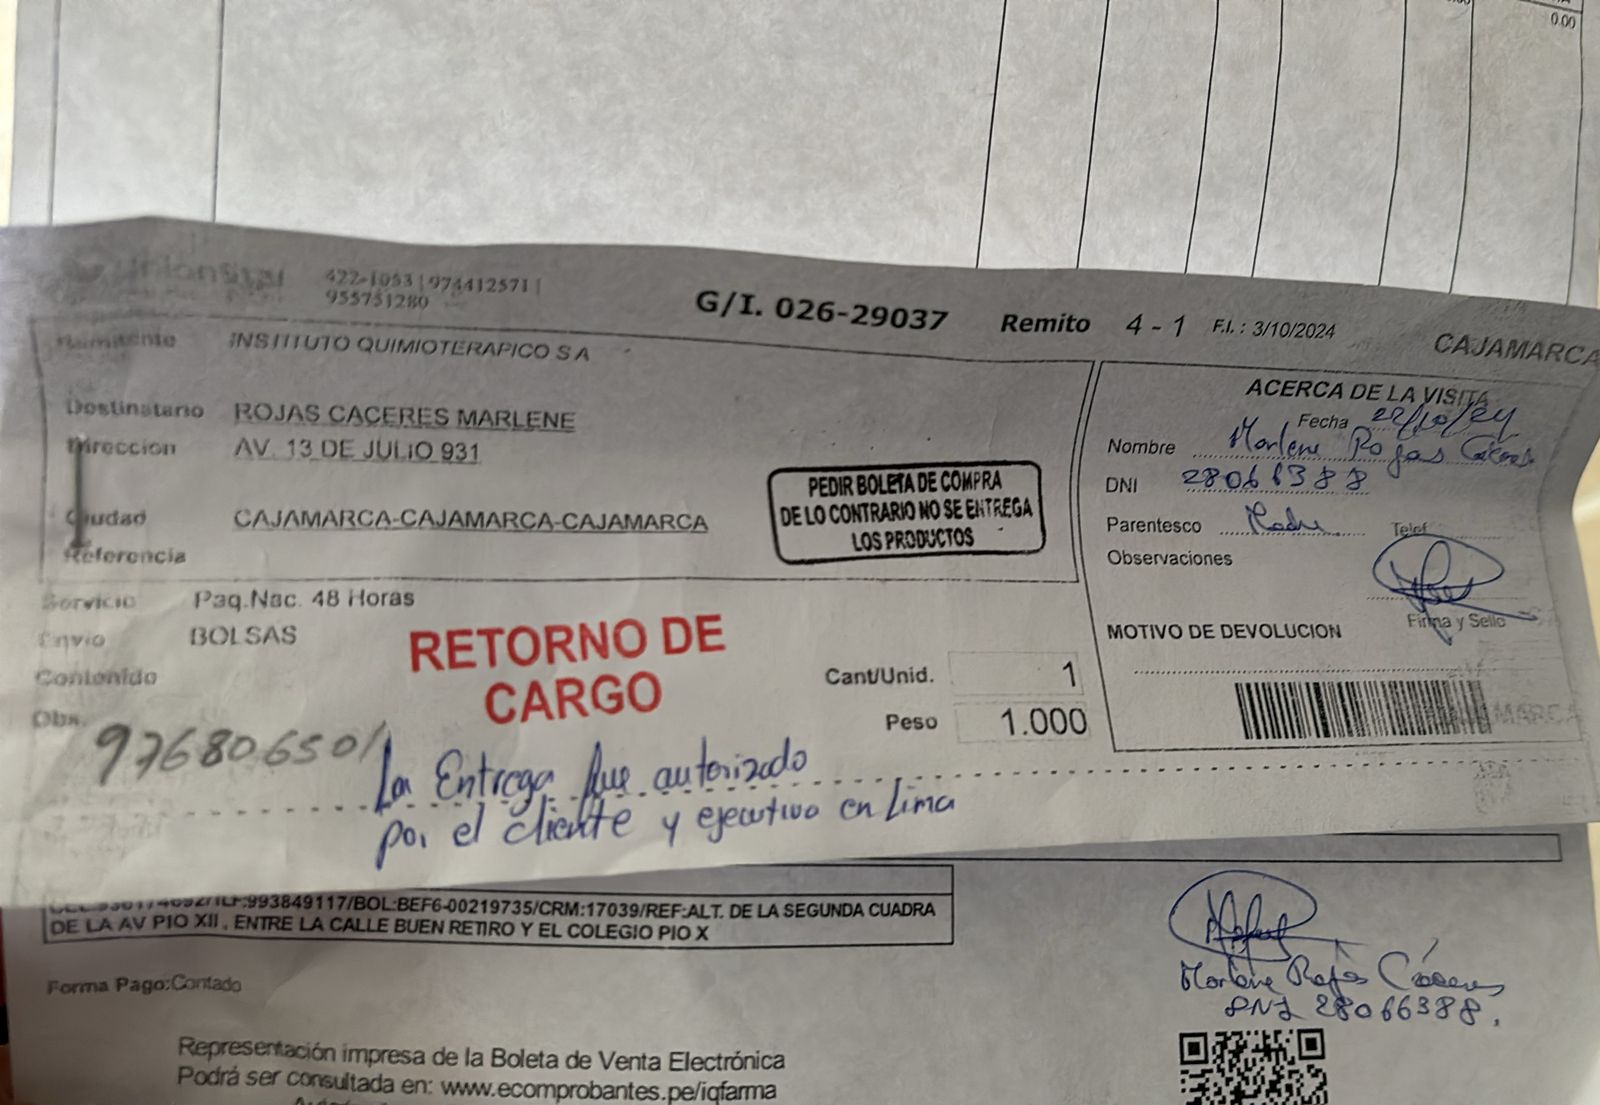 0.00
422-1053 | 974412571 |
955751280
G/I. 026-29037 Remito 4 - 1 F.I. : 3/10/2024
CAJAMARCA
Remitente INSTITUTO QUIMIOTERAPICO S A
Destinatario ROJAS CACERES MARLENE
Direccion AV. 13 DE JULIO 931
Ciudad CAJAMARCA-CAJAMARCA-CAJAMARCA
Referencia
PEDIR BOLETA DE COMPRA
DE LO CONTRARIO NO SE ENTREGA
LOS PRODUCTOS
ACERCA DE LA VISITA
Fecha 22/10/24
Nombre Marlene Rojas Cáceres
DNI 28066388
Parentesco Madre Telef
Observaciones
Firma y Sello
MOTIVO DE DEVOLUCION
CAJAMARCA
Servicio Paq.Nac. 48 Horas
Envio BOLSAS
Contenido
Obs.
RETORNO DE
CARGO
Cant/Unid. 1
Peso 1.000
976806501
La Entrega fue autorizado
por el cliente y ejecutivo en Lima
993849117/BOL:BEF6-00219735/CRM:17039/REF:ALT. DE LA SEGUNDA CUADRA
DE LA AV PIO XII , ENTRE LA CALLE BUEN RETIRO Y EL COLEGIO PIO X
Forma Pago:Contado
Marlene Rojas Cáceres
DNI 28066388.
Representación impresa de la Boleta de Venta Electrónica
Podrá ser consultada en: www.ecomprobantes.pe/iqfarma